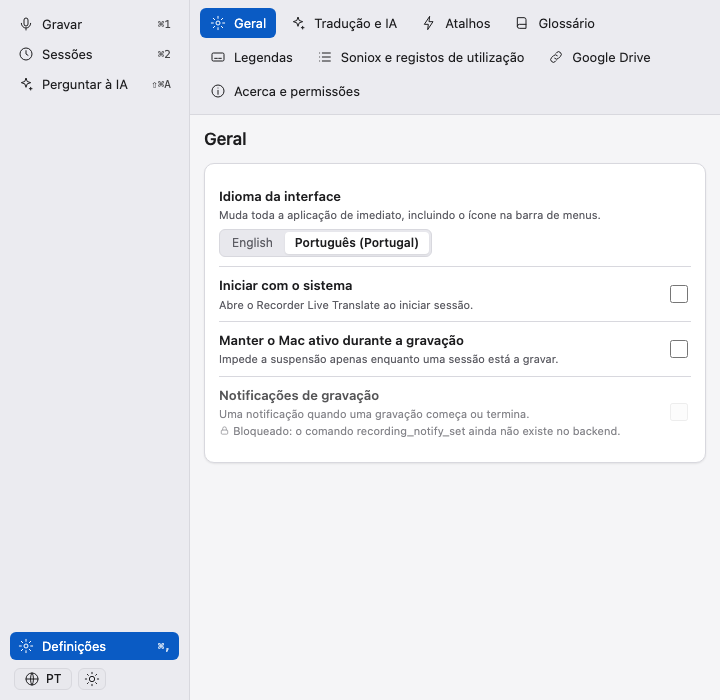 Gravar ⌘1
Sessões ⌘2
Perguntar à IA ⇧⌘A
Geral
Tradução e IA
Atalhos
Glossário
Legendas
Soniox e registos de utilização
Google Drive
Acerca e permissões
Geral
Idioma da interface
Muda toda a aplicação de imediato, incluindo o ícone na barra de menus.
English
Português (Portugal)
Iniciar com o sistema
Abre o Recorder Live Translate ao iniciar sessão.
Manter o Mac ativo durante a gravação
Impede a suspensão apenas enquanto uma sessão está a gravar.
Notificações de gravação
Uma notificação quando uma gravação começa ou termina.
Bloqueado: o comando recording_notify_set ainda não existe no backend.
Definições ⌘,
PT